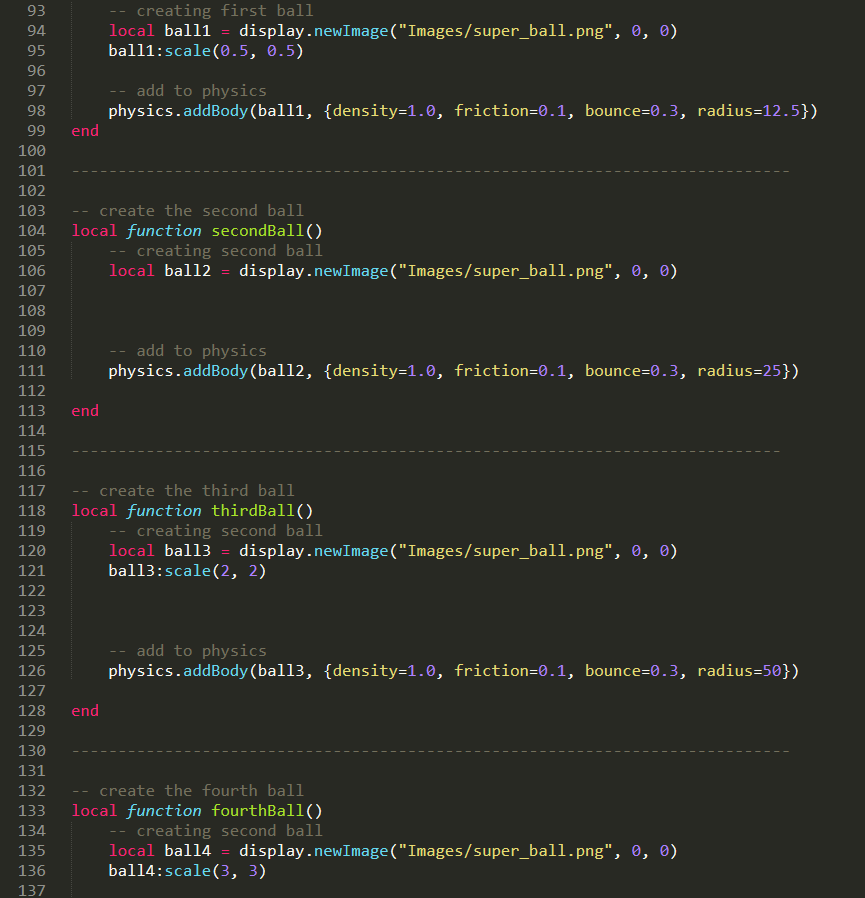 93 -- creating first ball
94 local ball1 = display.newImage("Images/super_ball.png", 0, 0)
95 ball1:scale(0.5, 0.5)
96
97 -- add to physics
98 physics.addBody(ball1, {density=1.0, friction=0.1, bounce=0.3, radius=12.5})
99 end
100
101 -----------------------------------------------------------------------------
102
103 -- create the second ball
104 local function secondBall()
105 -- creating second ball
106 local ball2 = display.newImage("Images/super_ball.png", 0, 0)
107
108
109
110 -- add to physics
111 physics.addBody(ball2, {density=1.0, friction=0.1, bounce=0.3, radius=25})
112
113 end
114
115 ----------------------------------------------------------------------------
116
117 -- create the third ball
118 local function thirdBall()
119 -- creating second ball
120 local ball3 = display.newImage("Images/super_ball.png", 0, 0)
121 ball3:scale(2, 2)
122
123
124
125 -- add to physics
126 physics.addBody(ball3, {density=1.0, friction=0.1, bounce=0.3, radius=50})
127
128 end
129
130 -----------------------------------------------------------------------------
131
132 -- create the fourth ball
133 local function fourthBall()
134 -- creating second ball
135 local ball4 = display.newImage("Images/super_ball.png", 0, 0)
136 ball4:scale(3, 3)
137